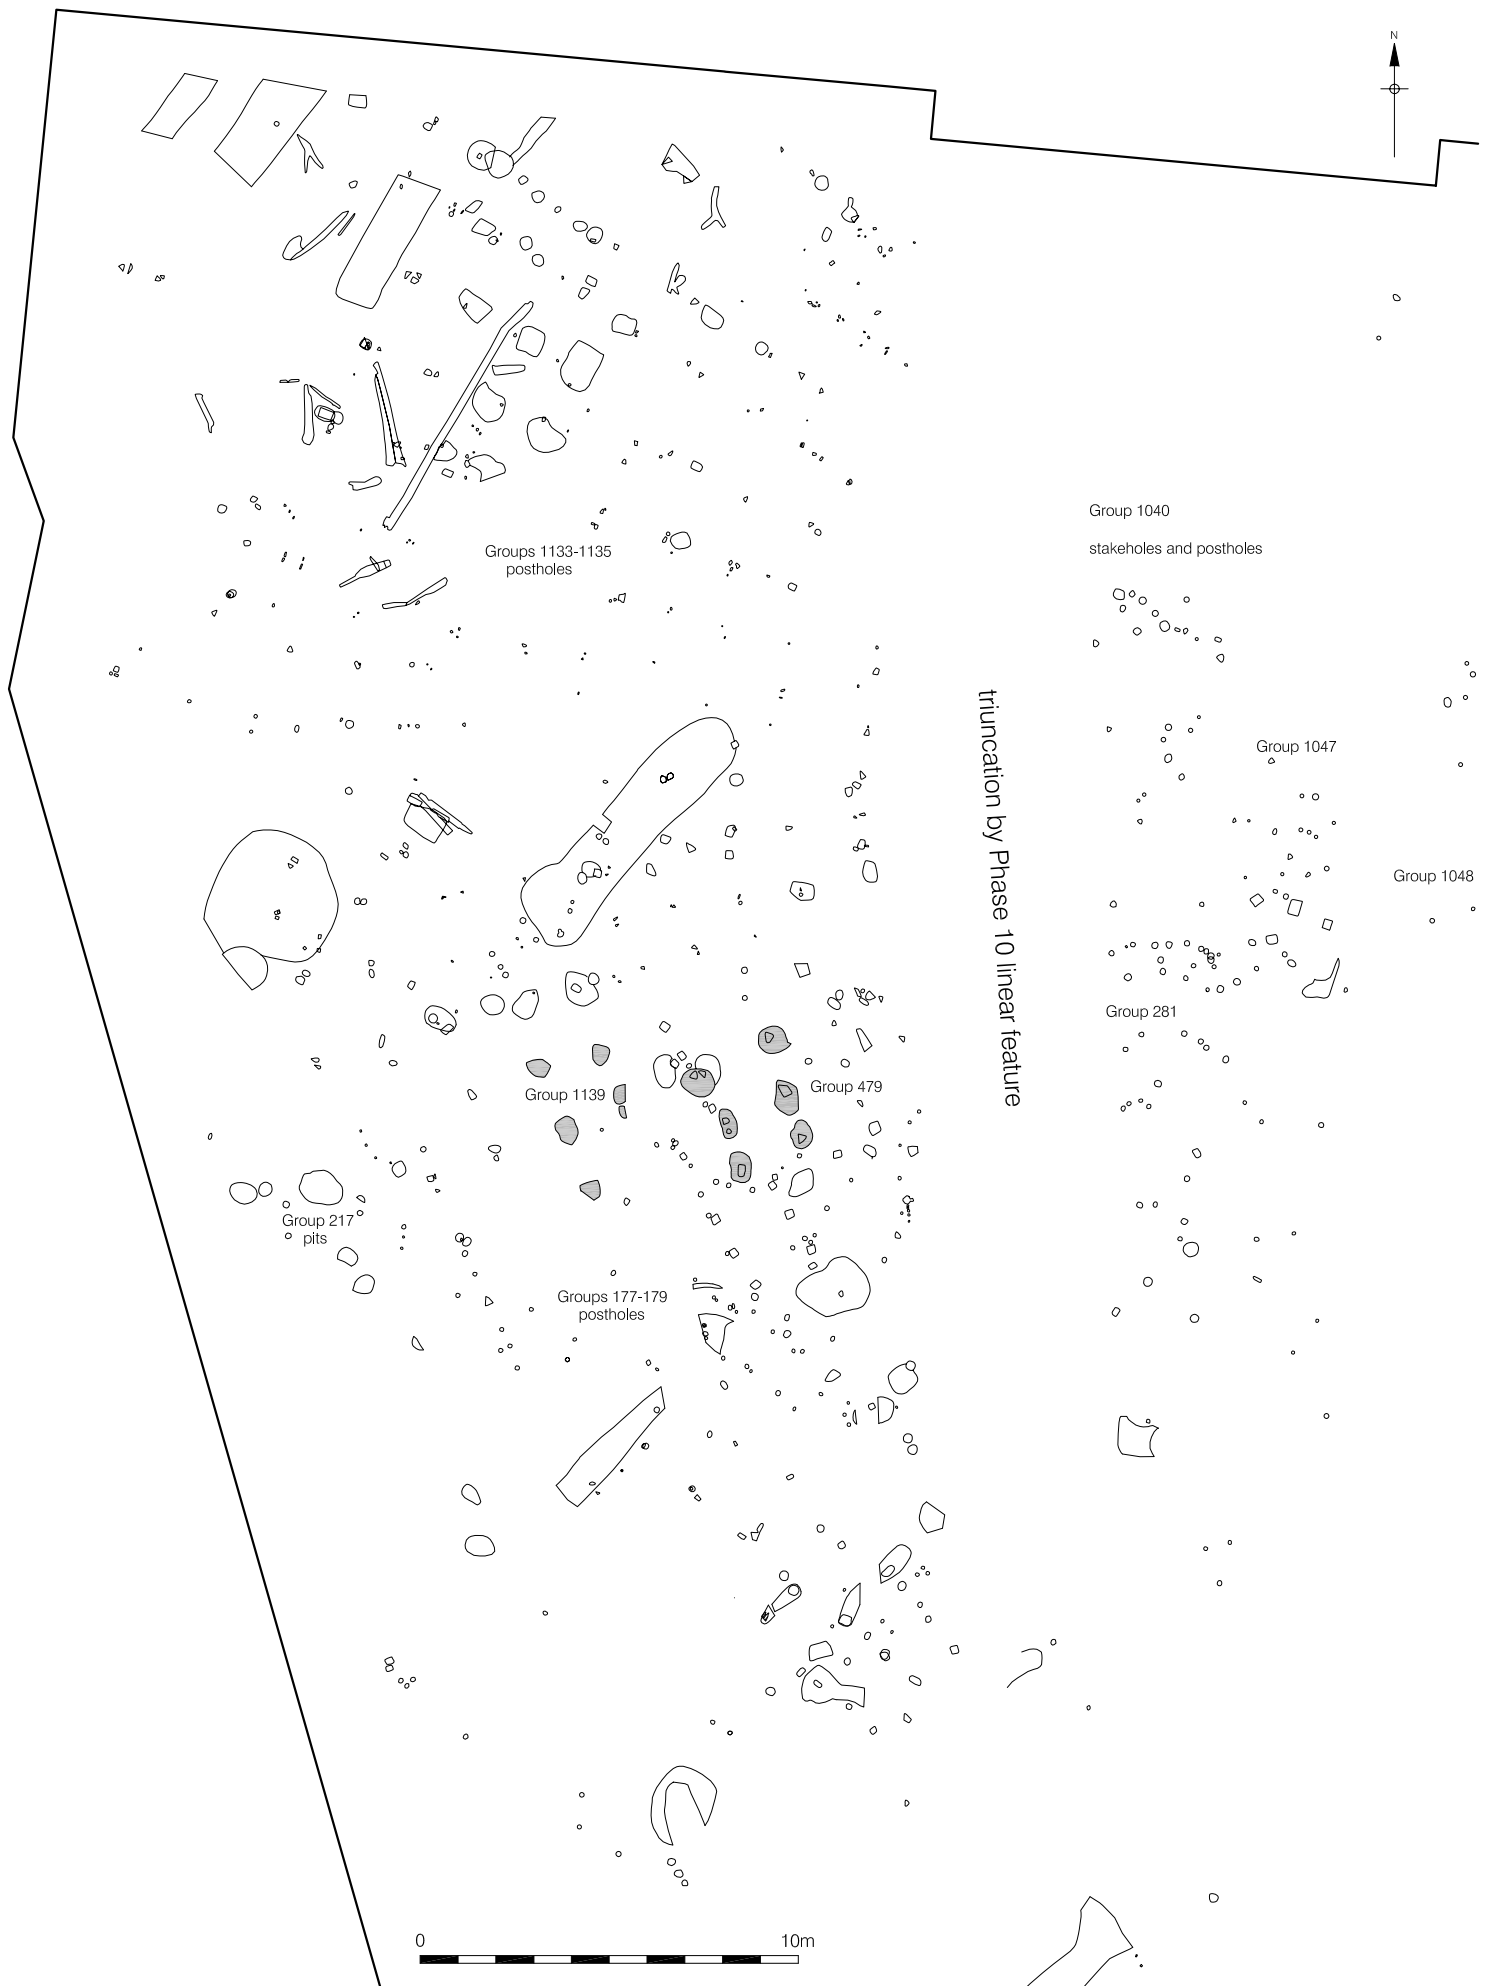 N
Group 1040
stakeholes and postholes
Groups 1133-1135
postholes
triuncation by Phase 10 linear feature
Group 1047
Group 1048
Group 281
Group 1139
Group 479
Group 217
pits
Groups 177-179
postholes
0
10m